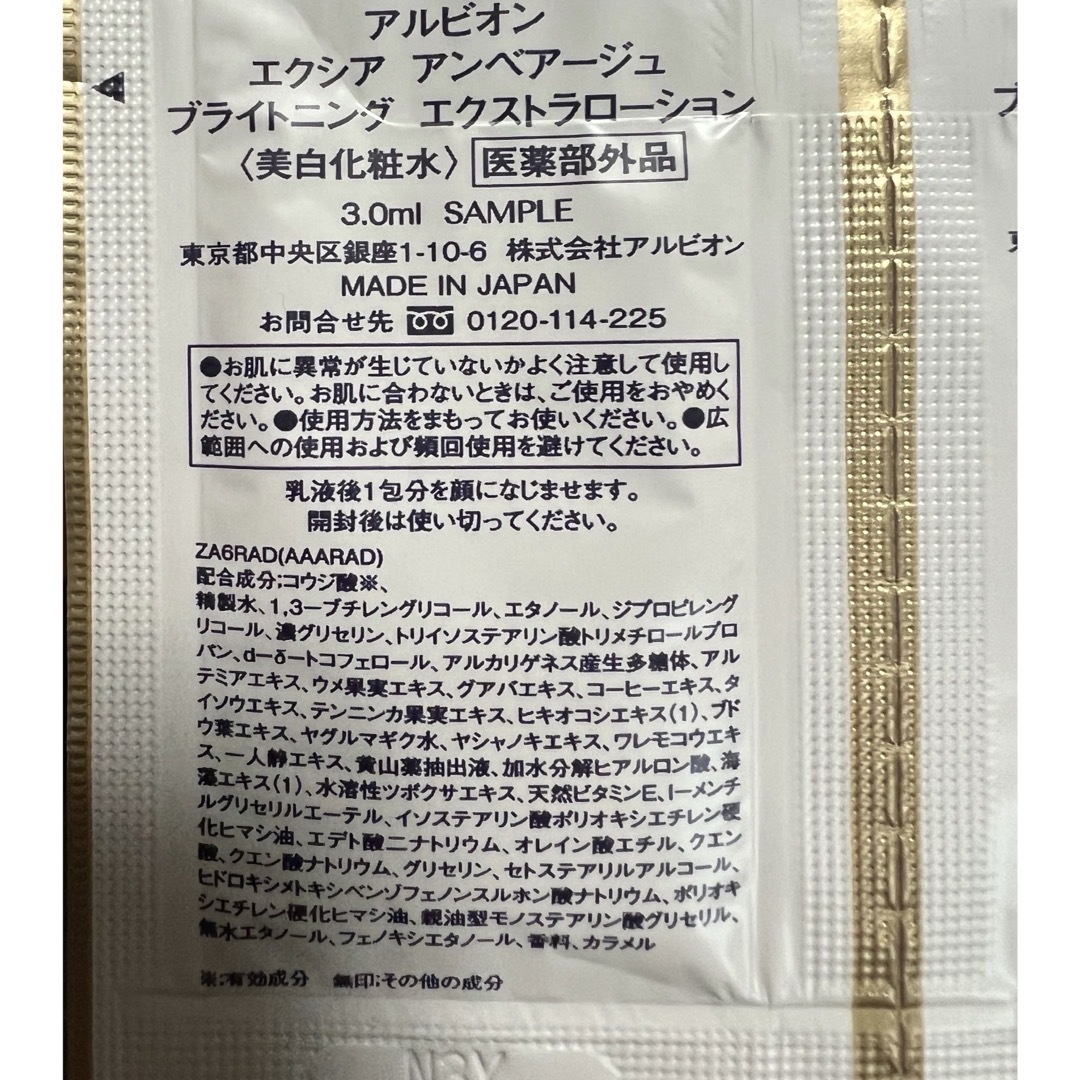 アルビオン
エクシア アンベアージュ
ブライトニング エクストラローション
〈美白化粧水〉 医薬部外品
3.0ml SAMPLE
東京都中央区銀座1-10-6 株式会社アルビオン
MADE IN JAPAN
お問合せ先 0120-114-225
●お肌に異常が生じていないかよく注意して使用し
てください。お肌に合わないときは、ご使用をおやめく
ださい。●使用方法をまもってお使いください。●広
範囲への使用および頻回使用を避けてください。
乳液後1包分を顔になじませます。
開封後は使い切ってください。
ZA6RAD(AAARAD)
配合成分;コウジ酸※、
精製水、1,3ーブチレングリコール、エタノール、ジプロピレング
リコール、濃グリセリン、トリイソステアリン酸トリメチロールプロ
パン、dーδートコフェロール、アルカリゲネス産生多糖体、アル
テミアエキス、ウメ果実エキス、グアバエキス、コーヒーエキス、タ
イソウエキス、テンニンカ果実エキス、ヒキオコシエキス(1)、ブド
ウ葉エキス、ヤグルマギク水、ヤシャノキエキス、ワレモコウエキ
ス、一人静エキス、黄山薬抽出液、加水分解ヒアルロン酸、海
藻エキス(1)、水溶性ツボクサエキス、天然ビタミンE、lーメンチ
ルグリセリルエーテル、イソステアリン酸ポリオキシエチレン硬
化ヒマシ油、エデト酸二ナトリウム、オレイン酸エチル、クエン
酸、クエン酸ナトリウム、グリセリン、セトステアリルアルコール、
ヒドロキシメトキシベンゾフェノンスルホン酸ナトリウム、ポリオキ
シエチレン硬化ヒマシ油、親油型モノステアリン酸グリセリル、
無水エタノール、フェノキシエタノール、香料、カラメル
※;有効成分 無印;その他の成分